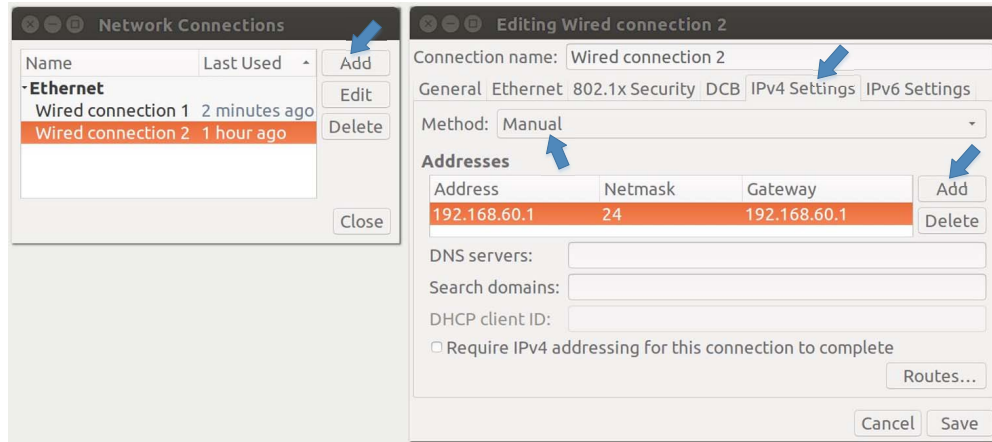 Network Connections
Name Last Used Add
Ethernet Edit
Wired connection 1 2 minutes ago
Wired connection 2 1 hour ago Delete
Close
Editing Wired connection 2
Connection name: Wired connection 2
General Ethernet 802.1x Security DCB IPv4 Settings IPv6 Settings
Method: Manual
Addresses
Address Netmask Gateway Add
192.168.60.1 24 192.168.60.1 Delete
DNS servers:
Search domains:
DHCP client ID:
Require IPv4 addressing for this connection to complete
Routes...
Cancel Save